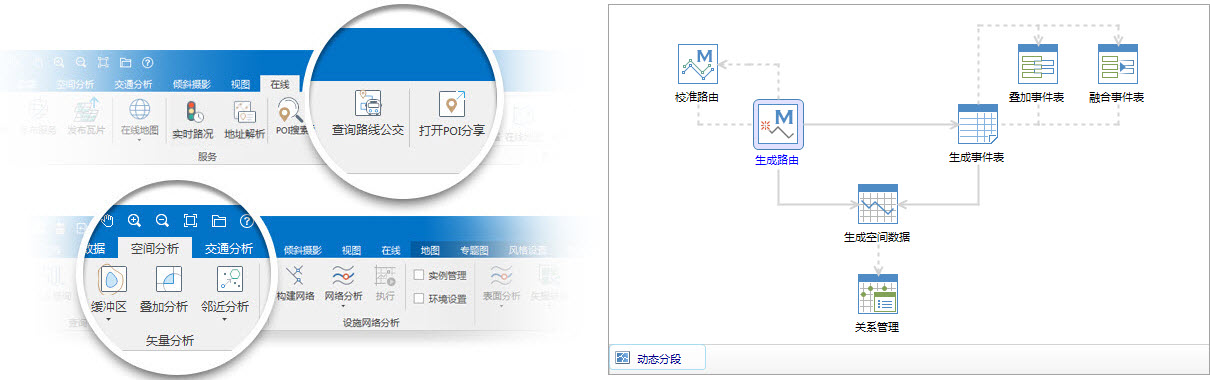 空间分析 交通分析 倾斜摄影 视图 在线
发布瓦片 在线地图 实时路况 地址解析 POI搜索
服务
查询路线公交 打开POI分享
数据 空间分析 交通分析 倾斜摄影 视图 在线 地图 专题图 风格设置
缓冲区 叠加分析 邻近分析 构建网络 网络分析 执行 实例管理 表面分析
环境设置
矢量分析 设施网络分析
校准路由
生成路由
生成事件表
叠加事件表
融合事件表
生成空间数据
关系管理
动态分段